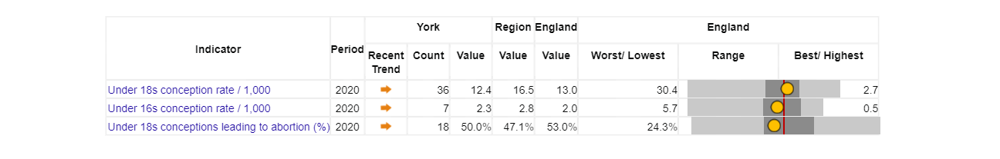 York Region England England
Indicator Period Recent Trend Count Value Value Value Worst/ Lowest Range Best/ Highest
Under 18s conception rate / 1,000 2020 36 12.4 16.5 13.0 30.4 2.7
Under 16s conception rate / 1,000 2020 7 2.3 2.8 2.0 5.7 0.5
Under 18s conceptions leading to abortion (%) 2020 18 50.0% 47.1% 53.0% 24.3%